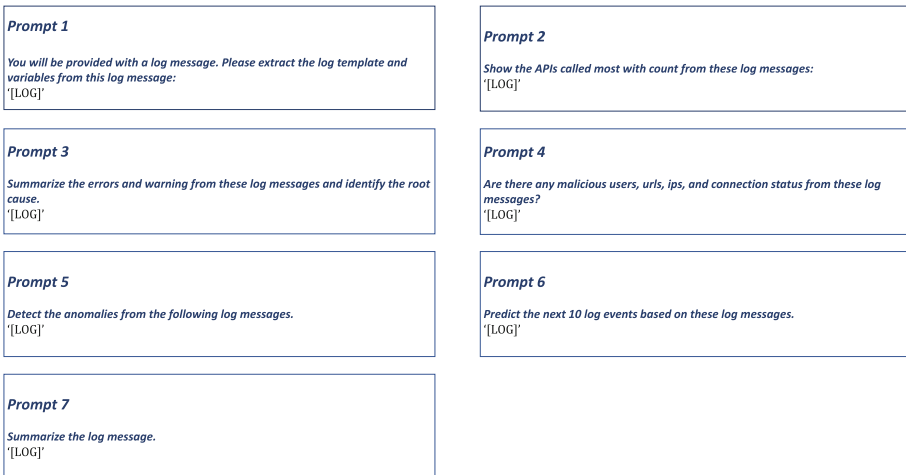 Prompt 1
You will be provided with a log message. Please extract the log template and
variables from this log message:
‘[LOG]’
Prompt 2
Show the APIs called most with count from these log messages:
‘[LOG]’
Prompt 3
Summarize the errors and warning from these log messages and identify the root
cause.
‘[LOG]’
Prompt 4
Are there any malicious users, urls, ips, and connection status from these log
messages?
‘[LOG]’
Prompt 5
Detect the anomalies from the following log messages.
‘[LOG]’
Prompt 6
Predict the next 10 log events based on these log messages.
‘[LOG]’
Prompt 7
Summarize the log message.
‘[LOG]’